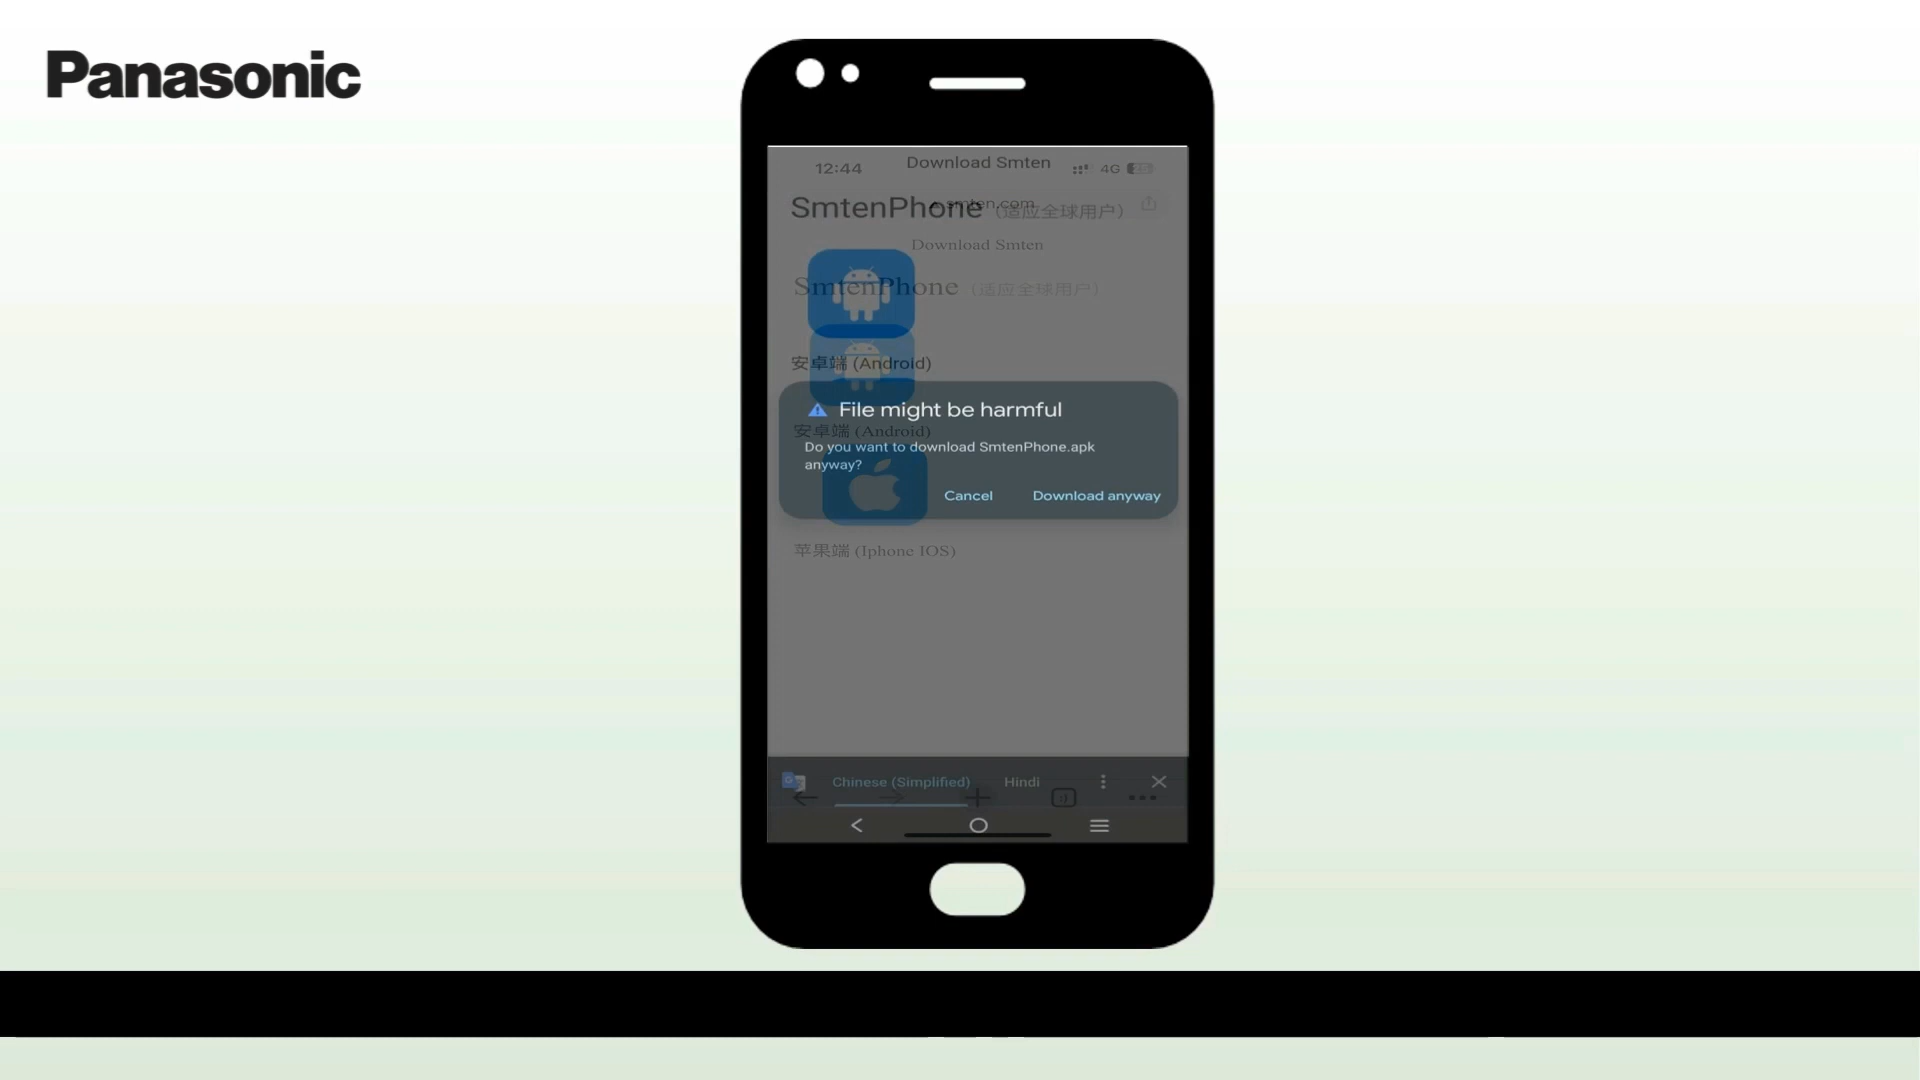 Panasonic
12:44
Download Smten
4G
SmtenPhone (适应全球用户)
smten.com
Download Smten
SmtenPhone (适应全球用户)
安卓端 (Android)
File might be harmful
安卓端 (Android)
Do you want to download SmtenPhone.apk
anyway?
Cancel Download anyway
苹果端 (Iphone IOS)
Chinese (Simplified) Hindi